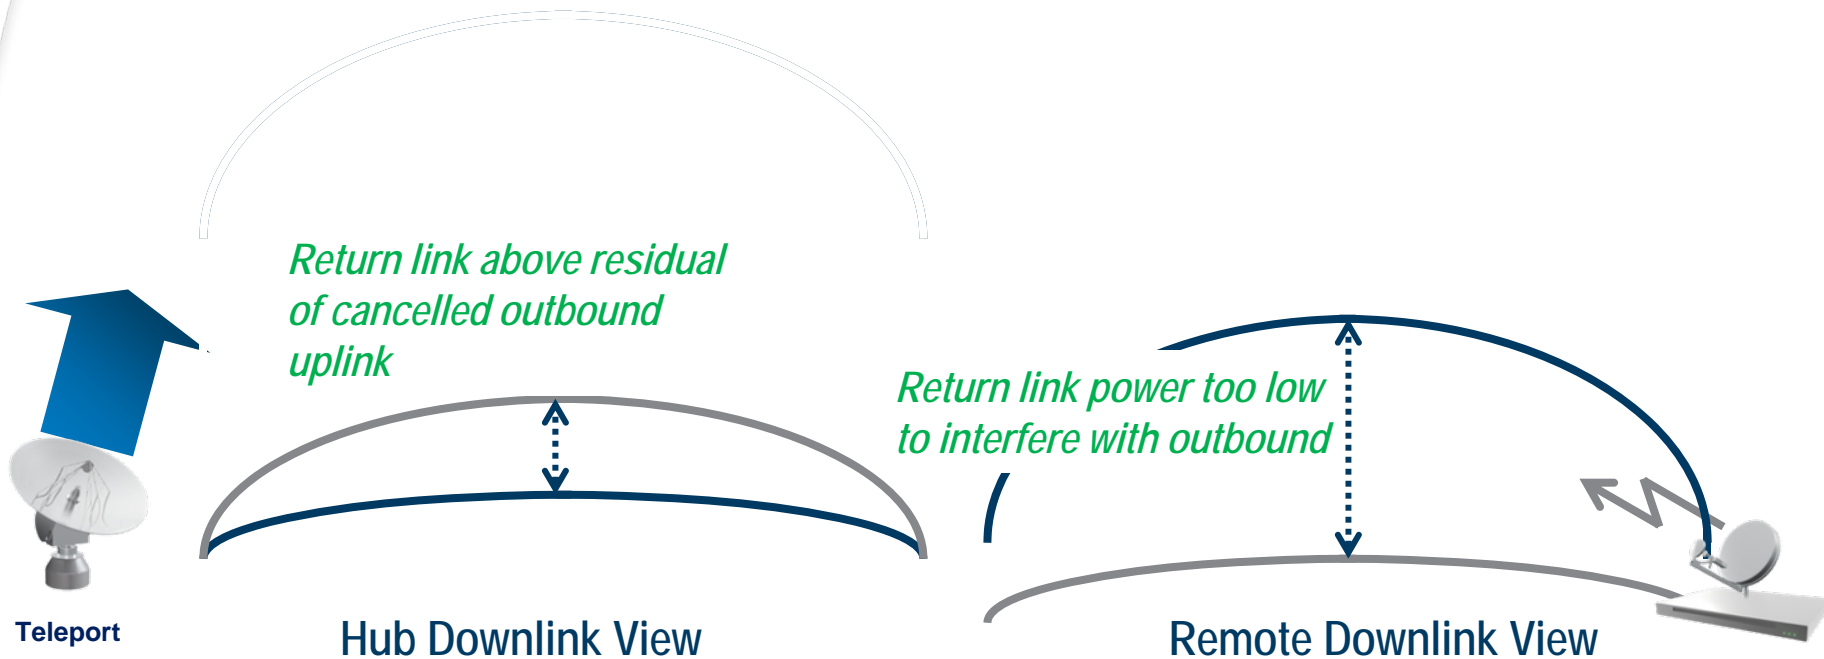 Return link above residual
of cancelled outbound
uplink
Return link power too low
to interfere with outbound
Teleport
Hub Downlink View
Remote Downlink View